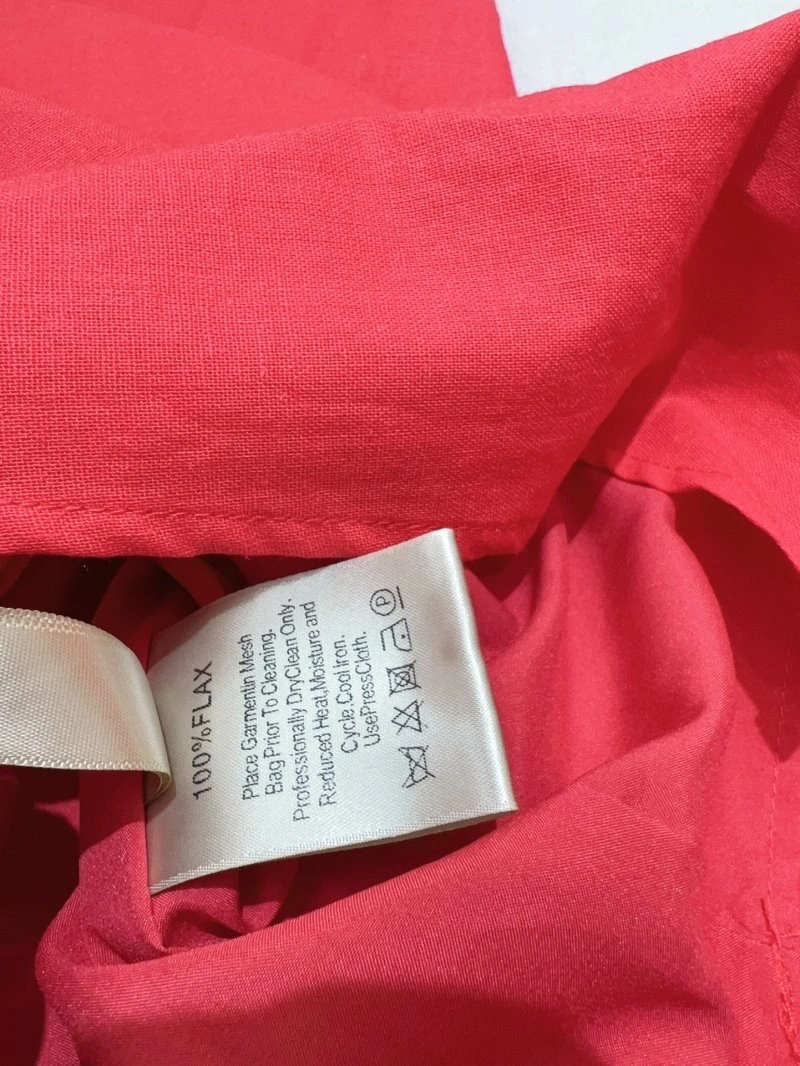 100%FLAX
Place Garmentin Mesh
Bag Prior To Cleaning.
Professionally DryClean Only.
Reduced Heat,Moisture and
Cycle,Cool Iron.
UsePressCloth.
P